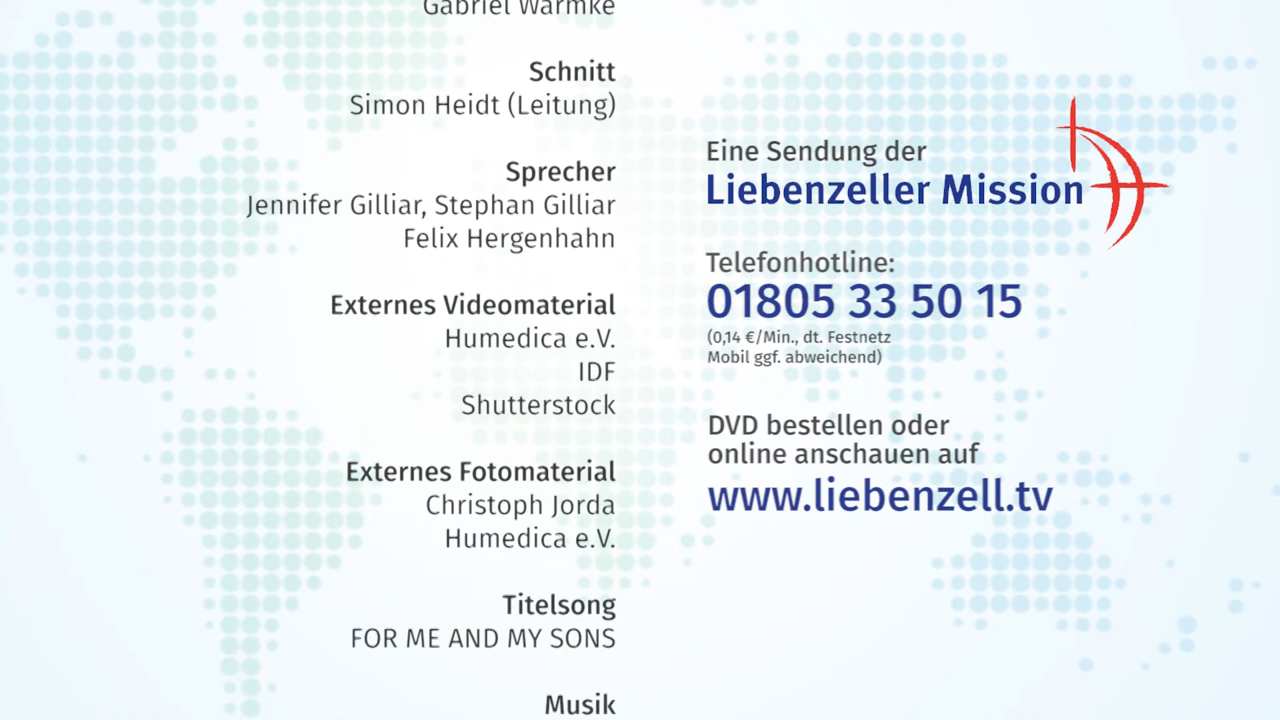 Gabriel Warmke
Schnitt
Simon Heidt (Leitung)
Sprecher
Jennifer Gilliar, Stephan Gilliar
Felix Hergenhahn
Externes Videomaterial
Humedica e.V.
IDF
Shutterstock
Externes Fotomaterial
Christoph Jorda
Humedica e.V.
Titelsong
FOR ME AND MY SONS
Musik
Eine Sendung der
Liebenzeller Mission
Telefonhotline:
01805 33 50 15
(0,14 €/Min., dt. Festnetz
Mobil ggf. abweichend)
DVD bestellen oder
online anschauen auf
www.liebenzell.tv